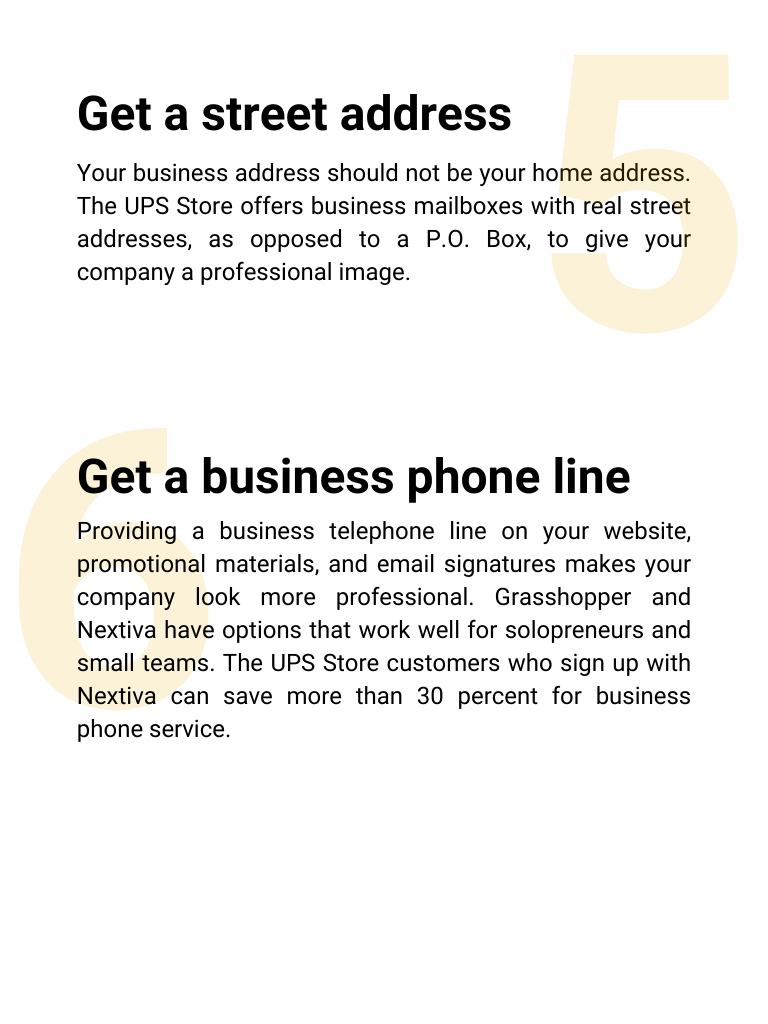 5
Get a street address
Your business address should not be your home address.
The UPS Store offers business mailboxes with real street
addresses, as opposed to a P.O. Box, to give your
company a professional image.
6
Get a business phone line
Providing a business telephone line on your website,
promotional materials, and email signatures makes your
company look more professional. Grasshopper and
Nextiva have options that work well for solopreneurs and
small teams. The UPS Store customers who sign up with
Nextiva can save more than 30 percent for business
phone service.